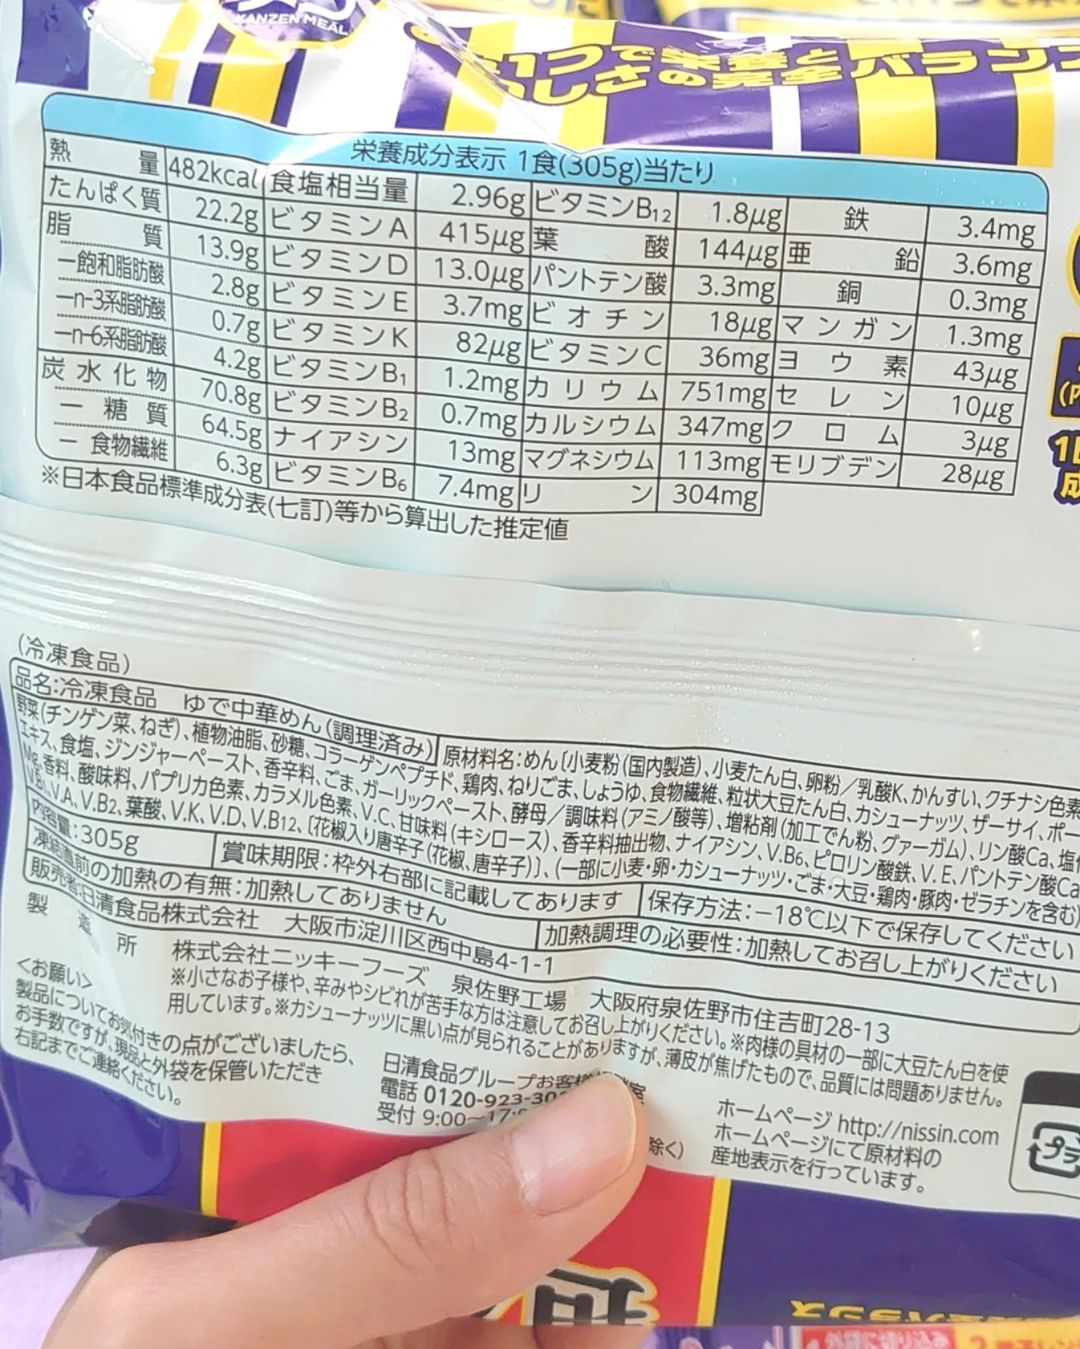 KANZEN MEAL
1つで栄養と
おいしさの完全バランス
栄養成分表示 1食(305g)当たり
熱量 482kcal 食塩相当量 2.96g ビタミンB12 1.8μg 鉄 3.4mg
たんぱく質 22.2g ビタミンA 415μg 葉酸 144μg 亜鉛 3.6mg
脂質 13.9g ビタミンD 13.0μg パントテン酸 3.3mg 銅 0.3mg
ー飽和脂肪酸 2.8g ビタミンE 3.7mg ビオチン 18μg マンガン 1.3mg
ーn-3系脂肪酸 0.7g ビタミンK 82μg ビタミンC 36mg ヨウ素 43μg
ーn-6系脂肪酸 4.2g ビタミンB1 1.2mg カリウム 751mg セレン 10μg
炭水化物 70.8g ビタミンB2 0.7mg カルシウム 347mg クロム 3μg
ー糖質 64.5g ナイアシン 13mg マグネシウム 113mg モリブデン 28μg
ー食物繊維 6.3g ビタミンB6 7.4mg リン 304mg
※日本食品標準成分表(七訂)等から算出した推定値
(冷凍食品)
品名:冷凍食品 ゆで中華めん(調理済み) 原材料名:めん〔小麦粉(国内製造)、小麦たん白、卵粉/乳酸K、かんすい、クチナシ色素
野菜(チンゲン菜、ねぎ)、植物油脂、砂糖、コラーゲンペプチド、鶏肉、ねりごま、しょうゆ、食物繊維、粒状大豆たん白、カシューナッツ、ザーサイ、ポー
エキス、食塩、ジンジャーペースト、香辛料、ごま、ガーリックペースト、酵母/調味料(アミノ酸等)、増粘剤(加工でん粉、グァーガム)、リン酸Ca、塩化
Mg、香料、酸味料、パプリカ色素、カラメル色素、V.C、甘味料(キシロース)、香辛料抽出物、ナイアシン、V.B6、ピロリン酸鉄、V.E、パントテン酸Ca
V.B1、V.A、V.B2、葉酸、V.K、V.D、V.B12、〔花椒入り唐辛子(花椒、唐辛子)〕、(一部に小麦・卵・カシューナッツ・ごま・大豆・鶏肉・豚肉・ゼラチンを含む)
内容量:305g 賞味期限:枠外右部に記載してあります 保存方法:−18℃以下で保存してください
凍結直前の加熱の有無:加熱してありません 加熱調理の必要性:加熱してお召し上がりください
販売者:日清食品株式会社 大阪市淀川区西中島4-1-1
製造所 株式会社ニッキーフーズ 泉佐野工場 大阪府泉佐野市住吉町28-13
※小さなお子様や、辛みやシビれが苦手な方は注意してお召し上がりください。※肉様の具材の一部に大豆たん白を使
用しています。※カシューナッツに黒い点が見られることがありますが、薄皮が焦げたもので、品質には問題ありません。
<お願い>
製品についてお気付きの点がございましたら、
お手数ですが、現品と外袋を保管いただき
右記までご連絡ください。
日清食品グループお客様相談室
電話 0120-923-30
受付 9:00〜17:
除く)
ホームページ http://nissin.com
ホームページにて原材料の
産地表示を行っています。
プラ